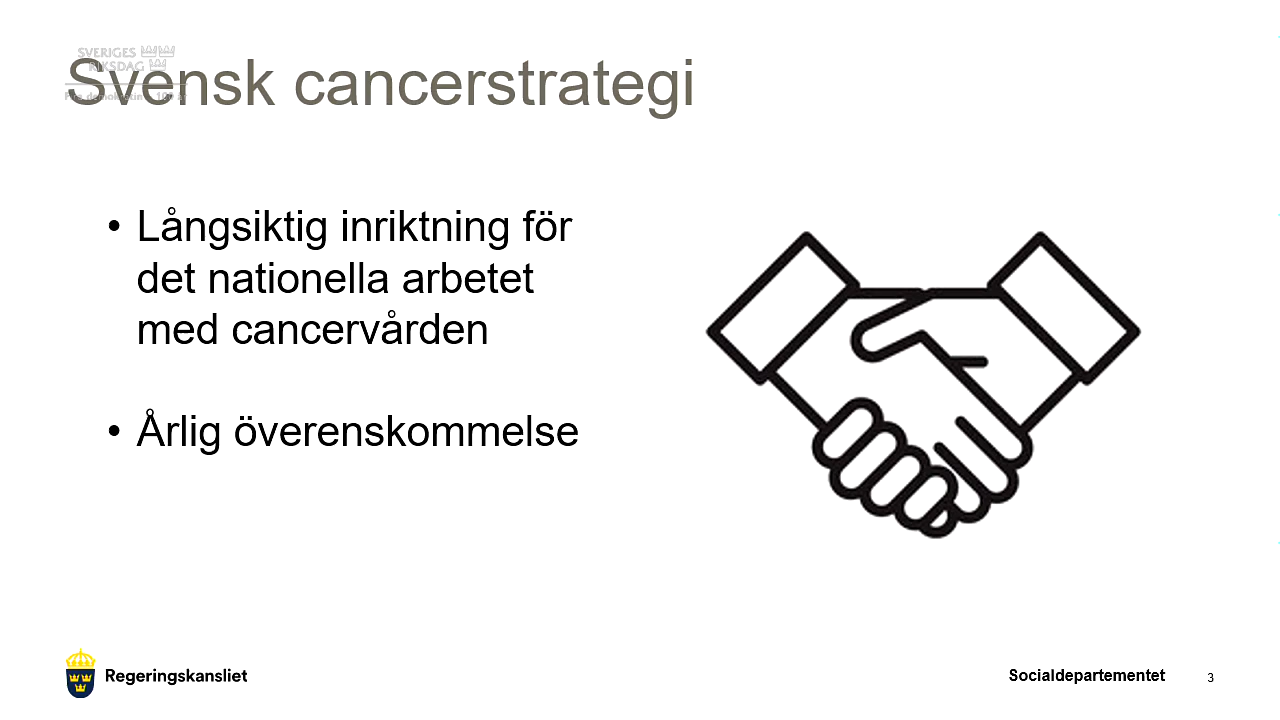 SVERIGES
RIKSDAG
Svensk cancerstrategi
• Långsiktig inriktning för
det nationella arbetet
med cancervården
• Årlig överenskommelse
Regeringskansliet
Socialdepartementet
3